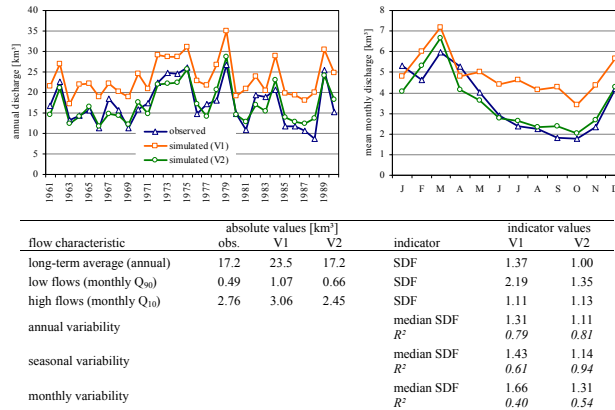 annual discharge [km³]
40
35
30
25
20
15
10
5
0
observed
simulated (V1)
simulated (V2)
1961
1963
1965
1967
1969
1971
1973
1975
1977
1979
1981
1983
1985
1987
1989
mean monthly discharge [km³]
8
7
6
5
4
3
2
1
0
J F M A M J J A S O N D
absolute values [km³] indicator values
flow characteristic obs. V1 V2 indicator V1 V2
long-term average (annual) 17.2 23.5 17.2 SDF 1.37 1.00
low flows (monthly Q90) 0.49 1.07 0.66 SDF 2.19 1.35
high flows (monthly Q10) 2.76 3.06 2.45 SDF 1.11 1.13
annual variability median SDF 1.31 1.11
R² 0.79 0.81
seasonal variability median SDF 1.43 1.14
R² 0.61 0.94
monthly variability median SDF 1.66 1.31
R² 0.40 0.54